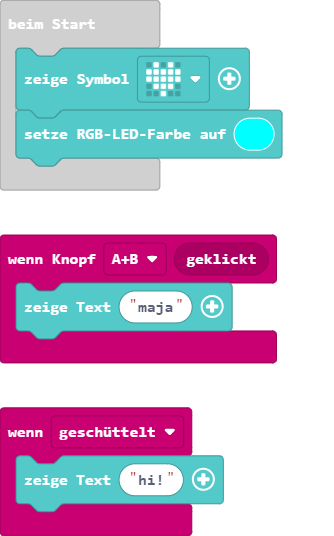 beim Start
zeige Symbol
setze RGB-LED-Farbe auf
wenn Knopf A+B geklickt
zeige Text "maja"
wenn geschüttelt
zeige Text "hi!"